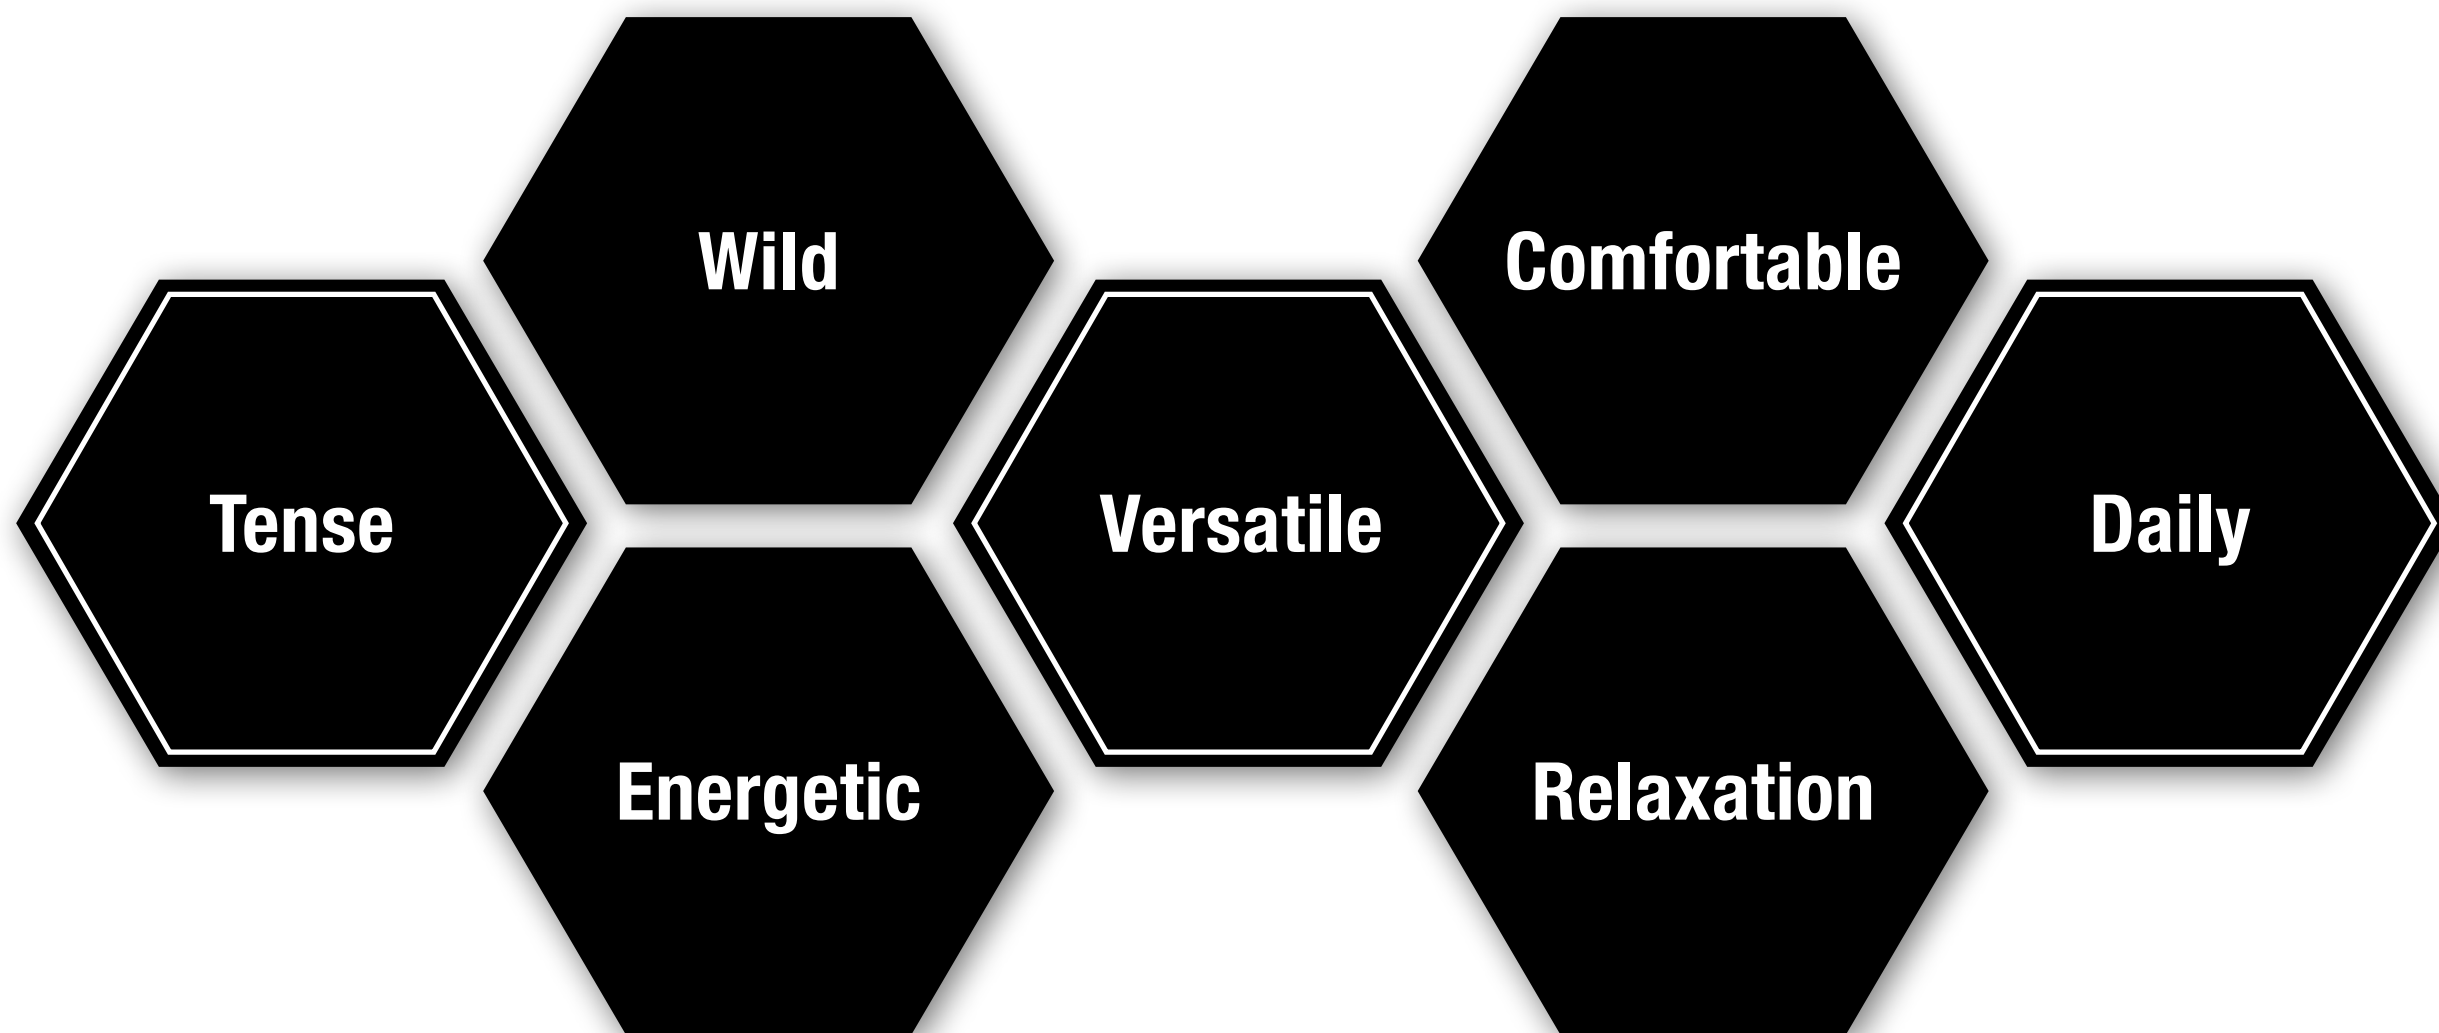 Wild
Comfortable
Tense
Versatile
Daily
Energetic
Relaxation